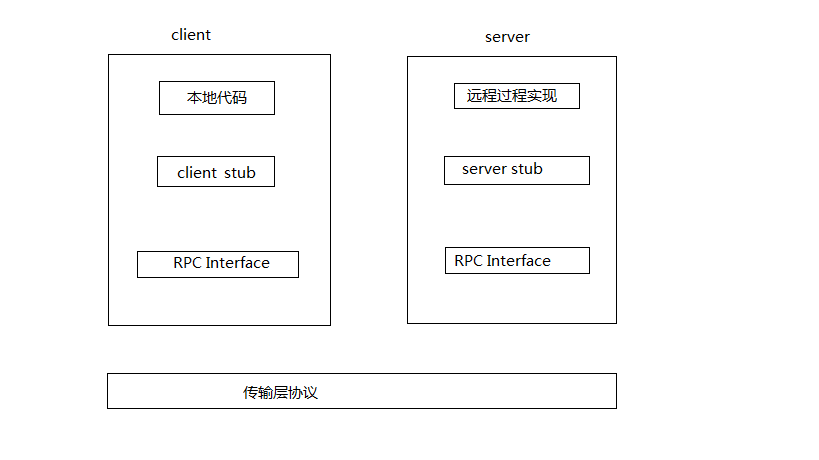 client
server
本地代码
远程过程实现
client stub
server stub
RPC Interface
RPC Interface
传输层协议